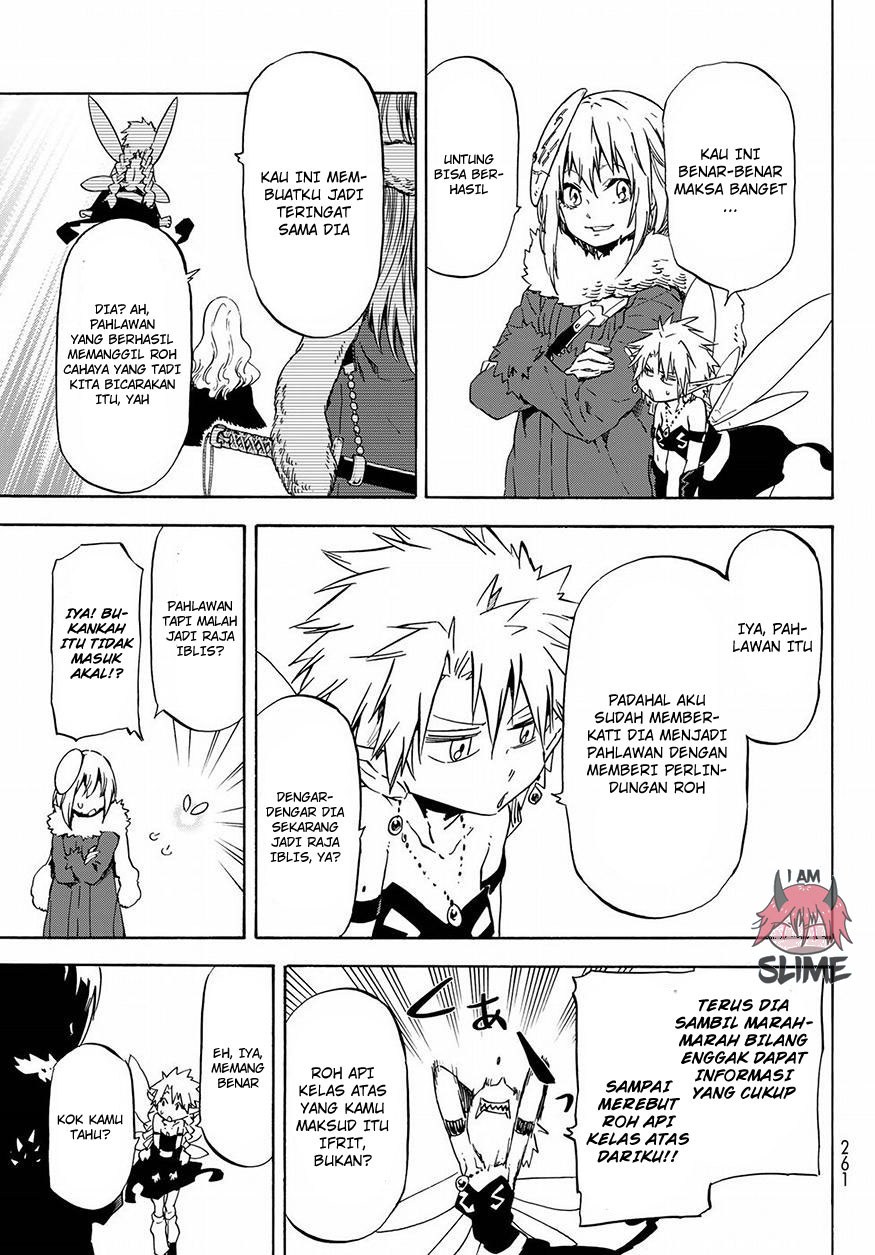 KAU INI
BENAR-BENAR
MAKSA BANGET
...
UNTUNG
BISA BER-
HASIL
KAU INI MEM-
BUATKU JADI
TERINGAT
SAMA DIA
DIA? AH,
PAHLAWAN
YANG BERHASIL
MEMANGGIL ROH
CAHAYA YANG TADI
KITA BICARAKAN
ITU, YAH
IYA, PAH-
LAWAN ITU
PADAHAL AKU
SUDAH MEMBER-
KATI DIA MENJADI
PAHLAWAN DENGAN
MEMBERI PERLIN-
DUNGAN ROH
DENGAR-
DENGAR DIA
SEKARANG
JADI RAJA
IBLIS, YA?
PAHLAWAN
TAPI MALAH
JADI RAJA
IBLIS?
IYA! BU-
KANKAH
ITU TIDAK
MASUK
AKAL!?
TERUS DIA
SAMBIL MARAH-
MARAH BILANG
ENGGAK DAPAT
INFORMASI
YANG CUKUP
SAMPAI
MEREBUT
ROH API
KELAS ATAS
DARIKU!!
くあっ
ROH API
KELAS ATAS
YANG KAMU
MAKSUD ITU
IFRIT,
BUKAN?
EH, IYA,
MEMANG
BENAR
KOK KAMU
TAHU?
I AM
SLIME
261